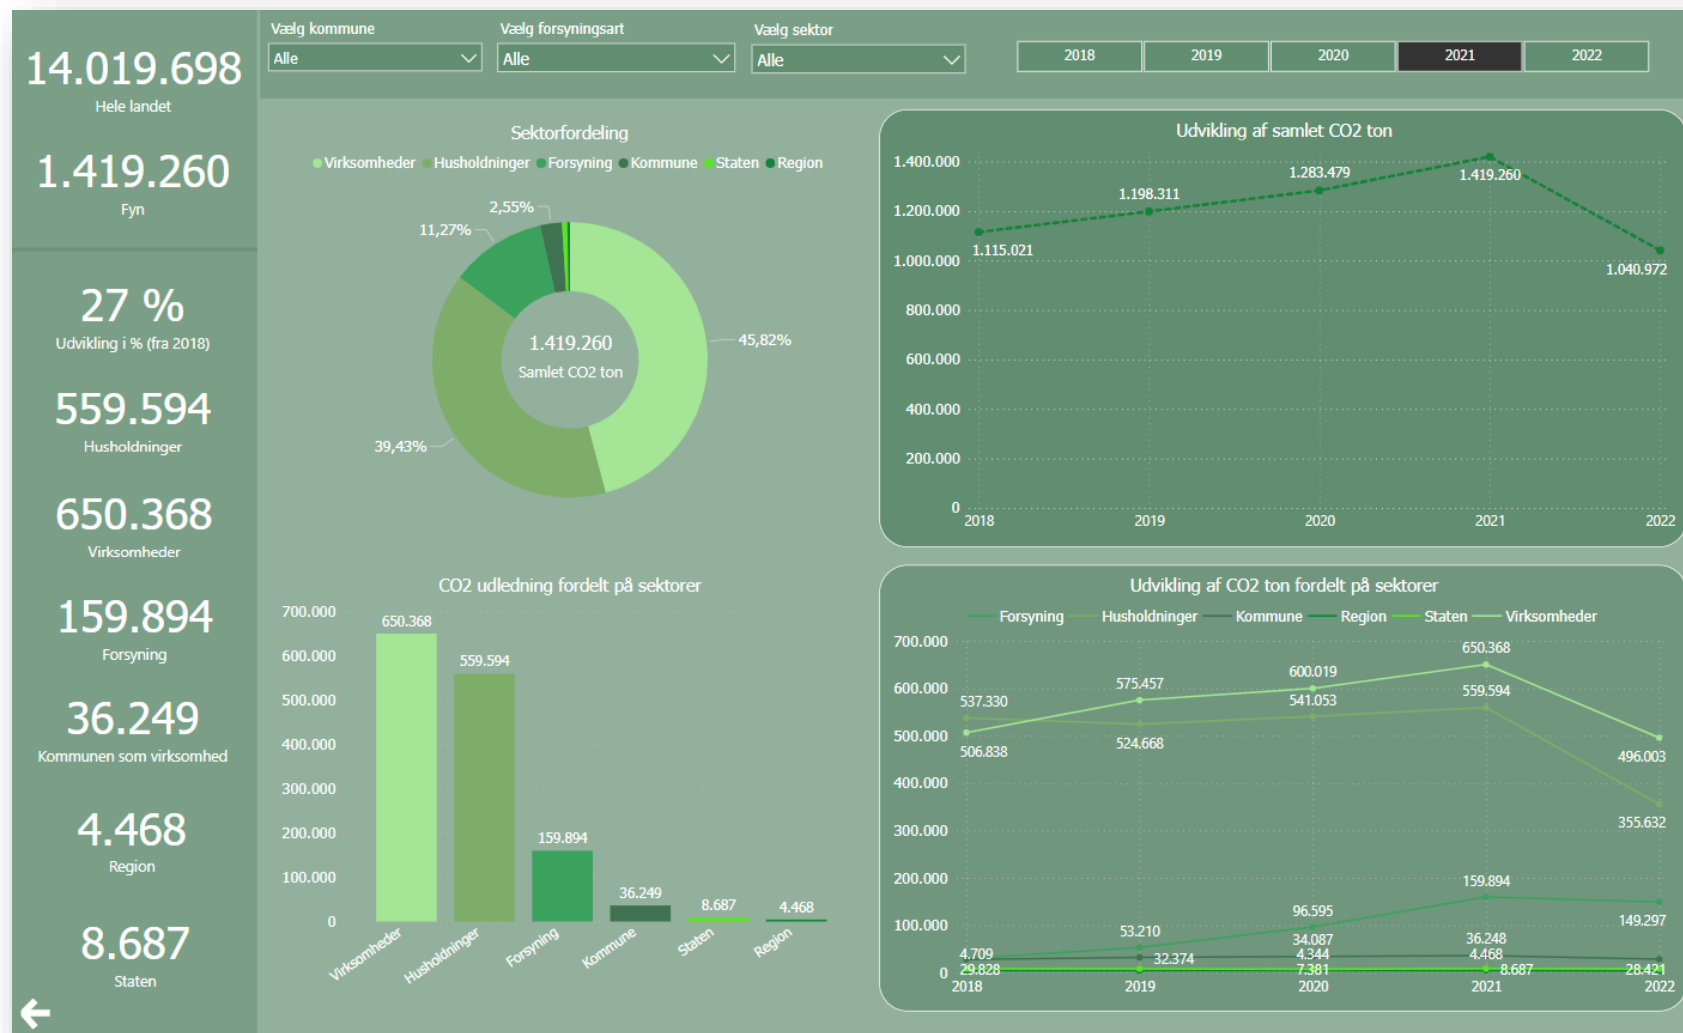 14.019.698
Hele landet
1.419.260
Fyn
27 %
Udvikling i % (fra 2018)
559.594
Husholdninger
650.368
Virksomheder
159.894
Forsyning
36.249
Kommunen som virksomhed
4.468
Region
8.687
Staten
Vælg kommune
Alle
Vælg forsyningsart
Alle
Vælg sektor
Alle
2018 2019 2020 2021 2022
Sektorfordeling
Virksomheder Husholdninger Forsyning Kommune Staten Region
2,55%
11,27%
45,82%
39,43%
1.419.260
Samlet CO2 ton
Udvikling af samlet CO2 ton
1.400.000
1.200.000
1.000.000
800.000
600.000
400.000
200.000
0
1.115.021
1.198.311
1.283.479
1.419.260
1.040.972
2018 2019 2020 2021 2022
CO2 udledning fordelt på sektorer
700.000
600.000
500.000
400.000
300.000
200.000
100.000
0
650.368
559.594
159.894
36.249
8.687
4.468
Virksomheder Husholdninger Forsyning Kommune Staten Region
Udvikling af CO2 ton fordelt på sektorer
Forsyning Husholdninger Kommune Region Staten Virksomheder
700.000
600.000
500.000
400.000
300.000
200.000
100.000
0
537.330
506.838
575.457
524.668
600.019
541.053
650.368
559.594
496.003
355.632
4.709
29.828
53.210
32.374
96.595
34.087
4.344
7.381
159.894
36.248
4.468
8.687
149.297
28.421
2018 2019 2020 2021 2022